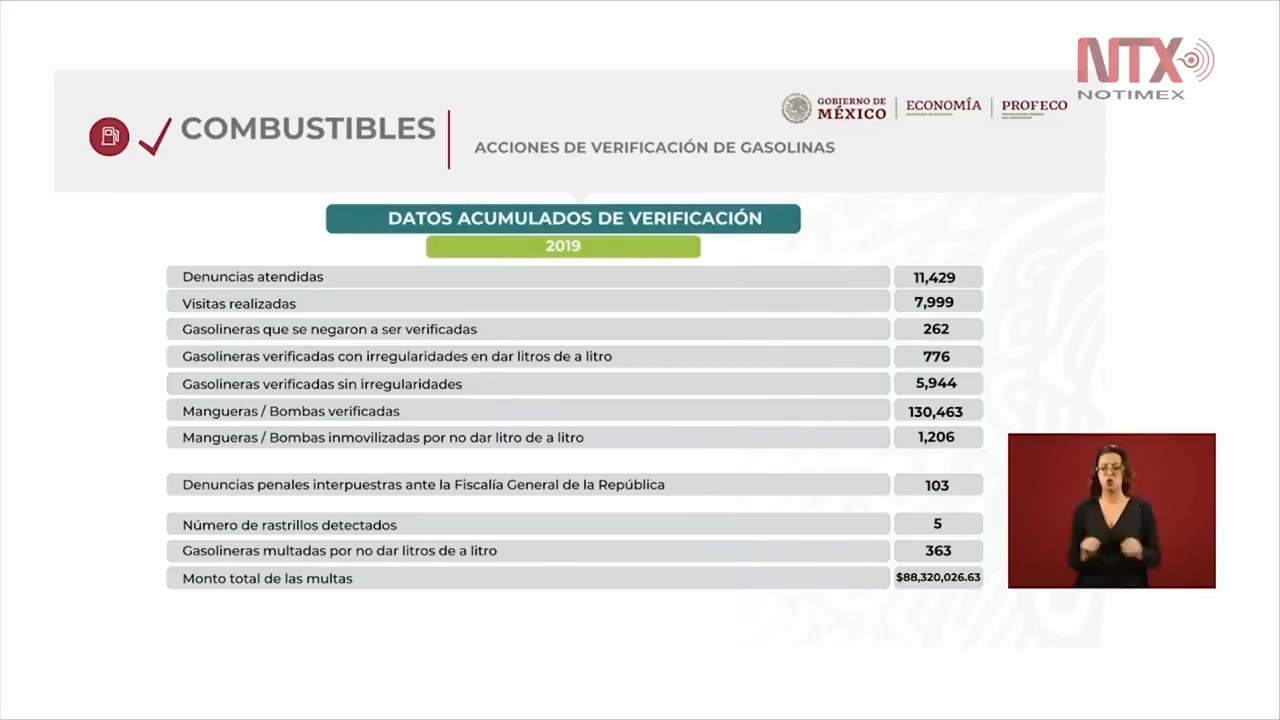 NTX
NOTIMEX
GOBIERNO DE
MÉXICO
ECONOMÍA
PROFECO
COMBUSTIBLES
ACCIONES DE VERIFICACIÓN DE GASOLINAS
DATOS ACUMULADOS DE VERIFICACIÓN
2019
Denuncias atendidas 11,429
Visitas realizadas 7,999
Gasolineras que se negaron a ser verificadas 262
Gasolineras verificadas con irregularidades en dar litros de a litro 776
Gasolineras verificadas sin irregularidades 5,944
Mangueras / Bombas verificadas 130,463
Mangueras / Bombas inmovilizadas por no dar litro de a litro 1,206
Denuncias penales interpuestras ante la Fiscalía General de la República 103
Número de rastrillos detectados 5
Gasolineras multadas por no dar litros de a litro 363
Monto total de las multas $88,320,026.63